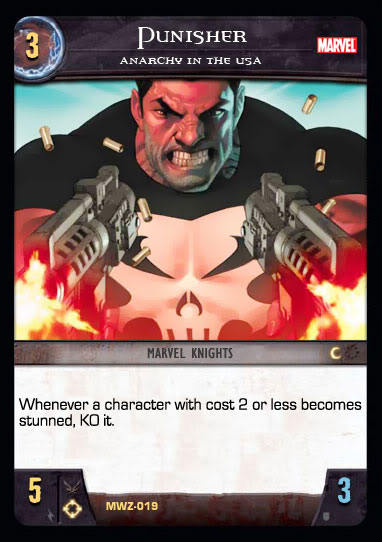 3
Punisher
MARVEL
ANARCHY IN THE USA
MARVEL KNIGHTS
Whenever a character with cost 2 or less becomes
stunned, KO it.
5
MWZ-019
3